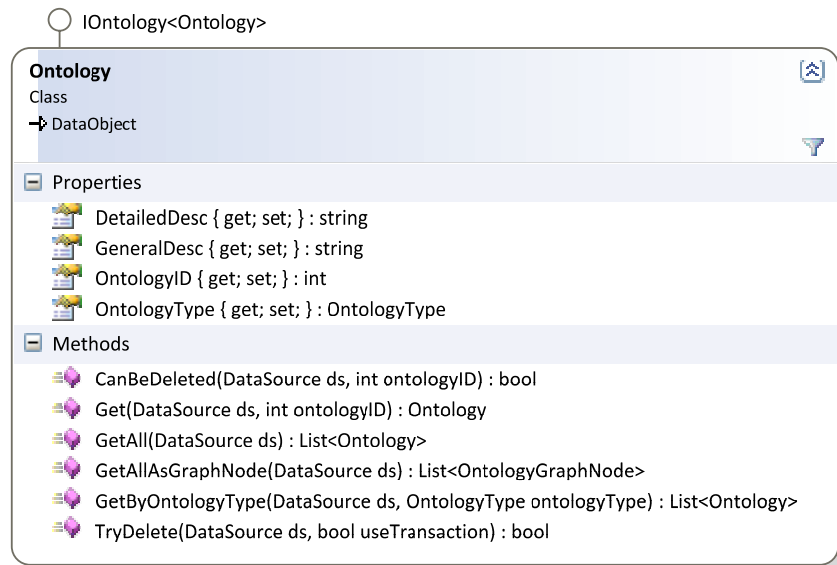 IOntology<Ontology>
Ontology
Class
DataObject
Properties
DetailedDesc { get; set; } : string
GeneralDesc { get; set; } : string
OntologyID { get; set; } : int
OntologyType { get; set; } : OntologyType
Methods
CanBeDeleted(DataSource ds, int ontologyID) : bool
Get(DataSource ds, int ontologyID) : Ontology
GetAll(DataSource ds) : List<Ontology>
GetAllAsGraphNode(DataSource ds) : List<OntologyGraphNode>
GetByOntologyType(DataSource ds, OntologyType ontologyType) : List<Ontology>
TryDelete(DataSource ds, bool useTransaction) : bool